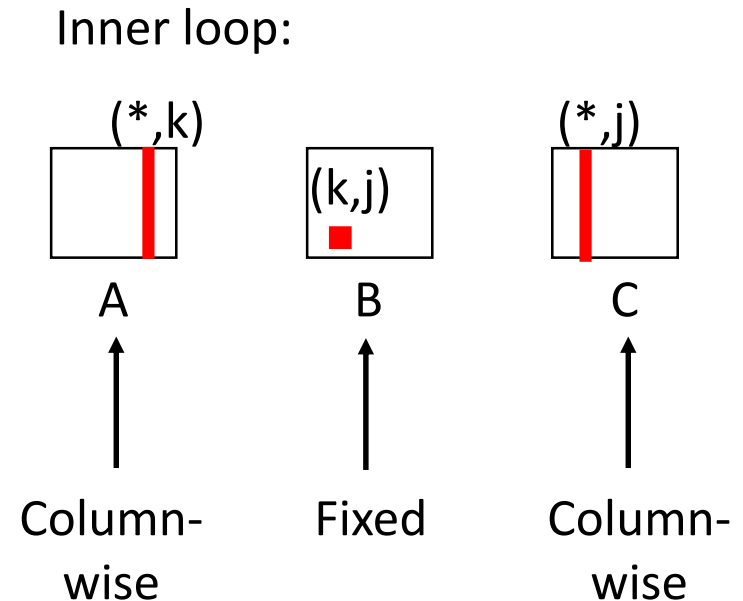 Inner loop:
(*,k)
(k,j)
(*,j)
A
B
C
Column-
wise
Fixed
Column-
wise